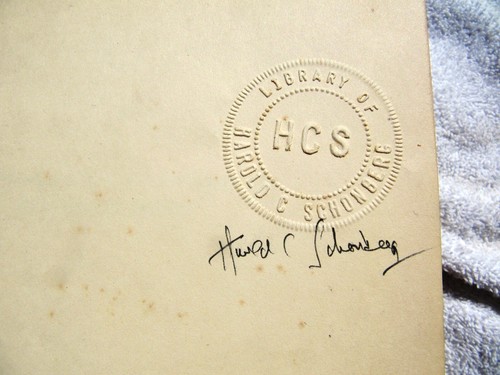 LIBRARY OF
HCS
HAROLD C SCHONBERG
Harold C Schonberg